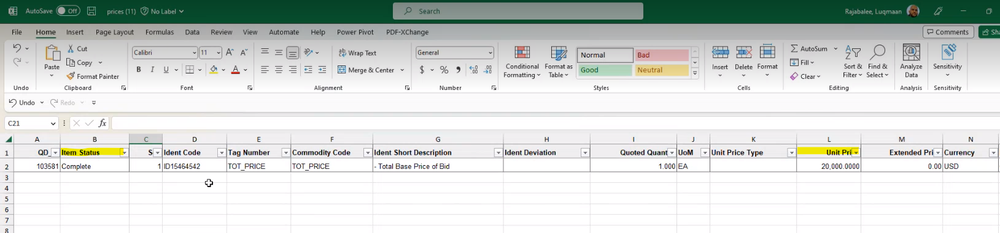 AutoSave Off prices (11) No Label Search Rajabalee, Luqmaan
File Home Insert Page Layout Formulas Data Review View Automate Help Power Pivot PDF-XChange Comments
Cut
Copy
Format Painter
Paste
Undo
Clipboard
Calibri 11 A^ A˅
B I U A
Font
ab Wrap Text
Merge & Center
Alignment
General
$ % 9
Number
Conditional Formatting
Format as Table
Normal Bad
Good Neutral
Styles
Insert Delete Format
Cells
AutoSum
Fill
Clear
Sort & Filter
Find & Select
Editing
Analyze Data
Analysis
Sensitivity
Sensitivity
Undo Redo
C21 fx
A B C D E F G H I J K L M N
1 QD_ Item Status S Ident Code Tag Number Commodity Code Ident Short Description Ident Deviation Quoted Quant UoM Unit Price Type Unit Pri Extended Pri Currency
2 103581 Complete 1 ID15464542 TOT_PRICE TOT_PRICE - Total Base Price of Bid 1.000 EA 20,000.0000 0.00 USD
3
4
5
6
7
8